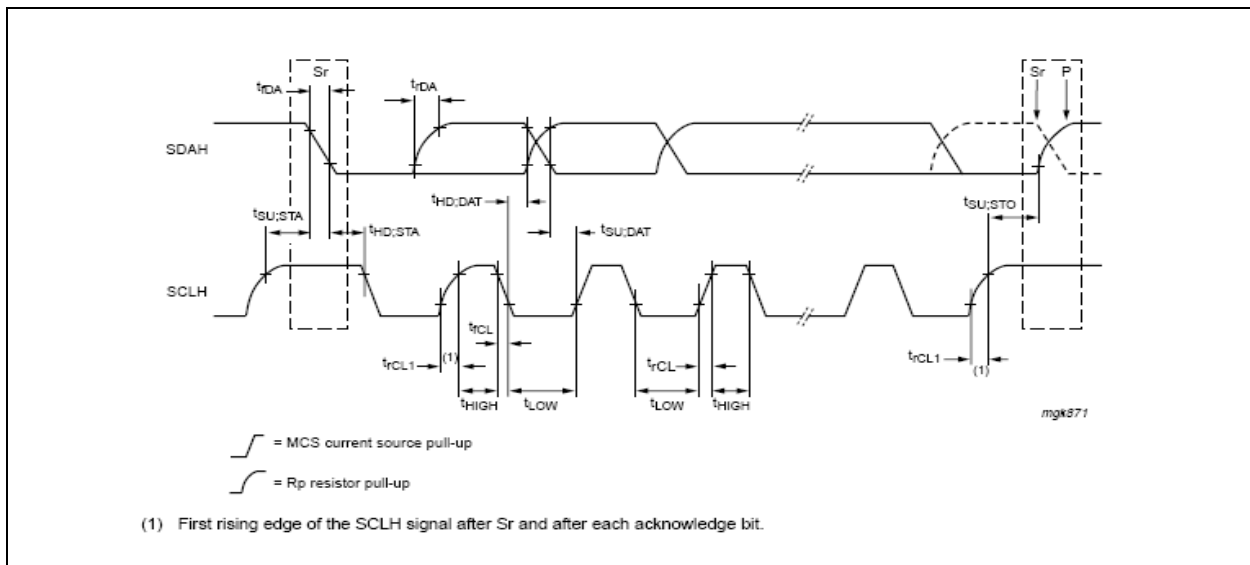 Sr
tfDA
trDA
Sr P
SDAH
tHD;DAT
tSU;STO
tSU;STA
tHD;STA
tSU;DAT
SCLH
tfCL
trCL1 (1)
trCL
trCL1
(1)
tHIGH
tLOW
tLOW
tHIGH
mgk871
= MCS current source pull-up
= Rp resistor pull-up
(1) First rising edge of the SCLH signal after Sr and after each acknowledge bit.